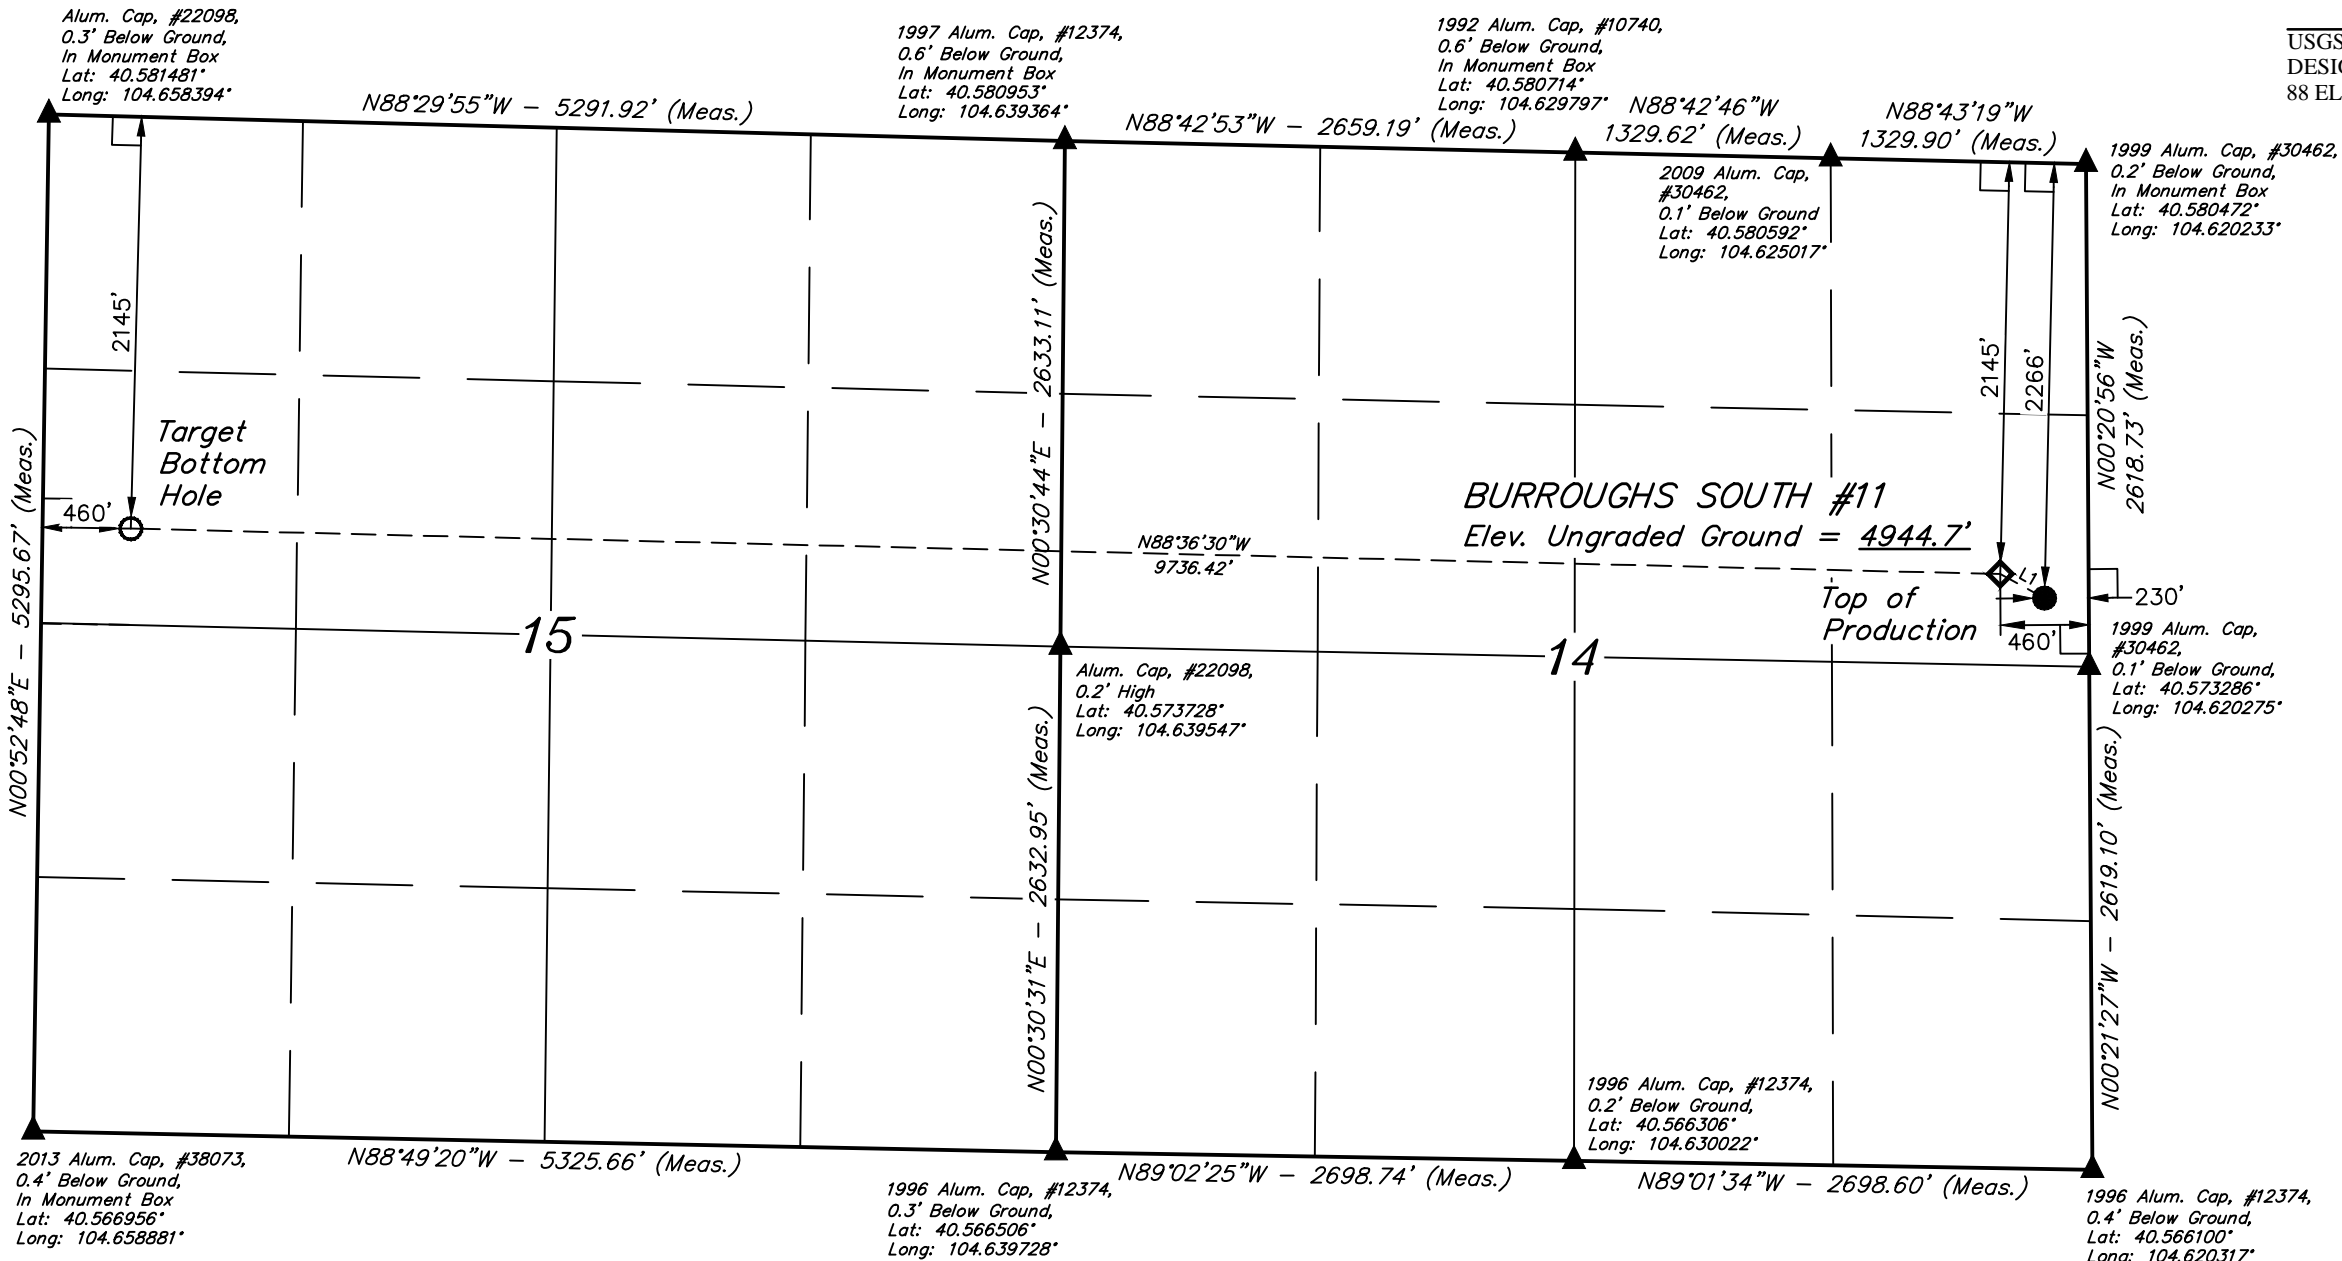 Alum. Cap, #22098,
0.3' Below Ground,
In Monument Box
Lat: 40.581481°
Long: 104.658394°
N88°29'55"W - 5291.92' (Meas.)
1997 Alum. Cap, #12374,
0.6' Below Ground,
In Monument Box
Lat: 40.580953°
Long: 104.639364°
N88°42'53"W - 2659.19' (Meas.)
1992 Alum. Cap, #10740,
0.6' Below Ground,
In Monument Box
Lat: 40.580714°
Long: 104.629797°
N88°42'46"W
1329.62' (Meas.)
N88°43'19"W
1329.90' (Meas.)
USGS
88 EL
1999 Alum. Cap, #30462,
0.2' Below Ground,
In Monument Box
Lat: 40.580472°
Long: 104.620233°
2009 Alum. Cap,
#30462,
0.1' Below Ground
Lat: 40.580592°
Long: 104.625017°
2145'
N00°30'44"E - 2633.11' (Meas.)
2145'
2266'
N00°20'56"W
2618.73' (Meas.)
Target
Bottom
Hole
460'
N00°52'48"E - 5295.67' (Meas.)
BURROUGHS SOUTH #11
Elev. Ungraded Ground = 4944.7'
N88°36'30"W
9736.42'
L1
Top of
Production
230'
460'
15
14
1999 Alum. Cap,
#30462,
0.1' Below Ground,
Lat: 40.573286°
Long: 104.620275°
Alum. Cap, #22098,
0.2' High
Lat: 40.573728°
Long: 104.639547°
N00°30'31"E - 2632.95' (Meas.)
N00°21'27"W - 2619.10' (Meas.)
1996 Alum. Cap, #12374,
0.2' Below Ground,
Lat: 40.566306°
Long: 104.630022°
2013 Alum. Cap, #38073,
0.4' Below Ground,
In Monument Box
Lat: 40.566956°
Long: 104.658881°
N88°49'20"W - 5325.66' (Meas.)
1996 Alum. Cap, #12374,
0.3' Below Ground,
Lat: 40.566506°
Long: 104.639728°
N89°02'25"W - 2698.74' (Meas.)
N89°01'34"W - 2698.60' (Meas.)
1996 Alum. Cap, #12374,
0.4' Below Ground,
Lat: 40.566100°
Long: 104.620317°